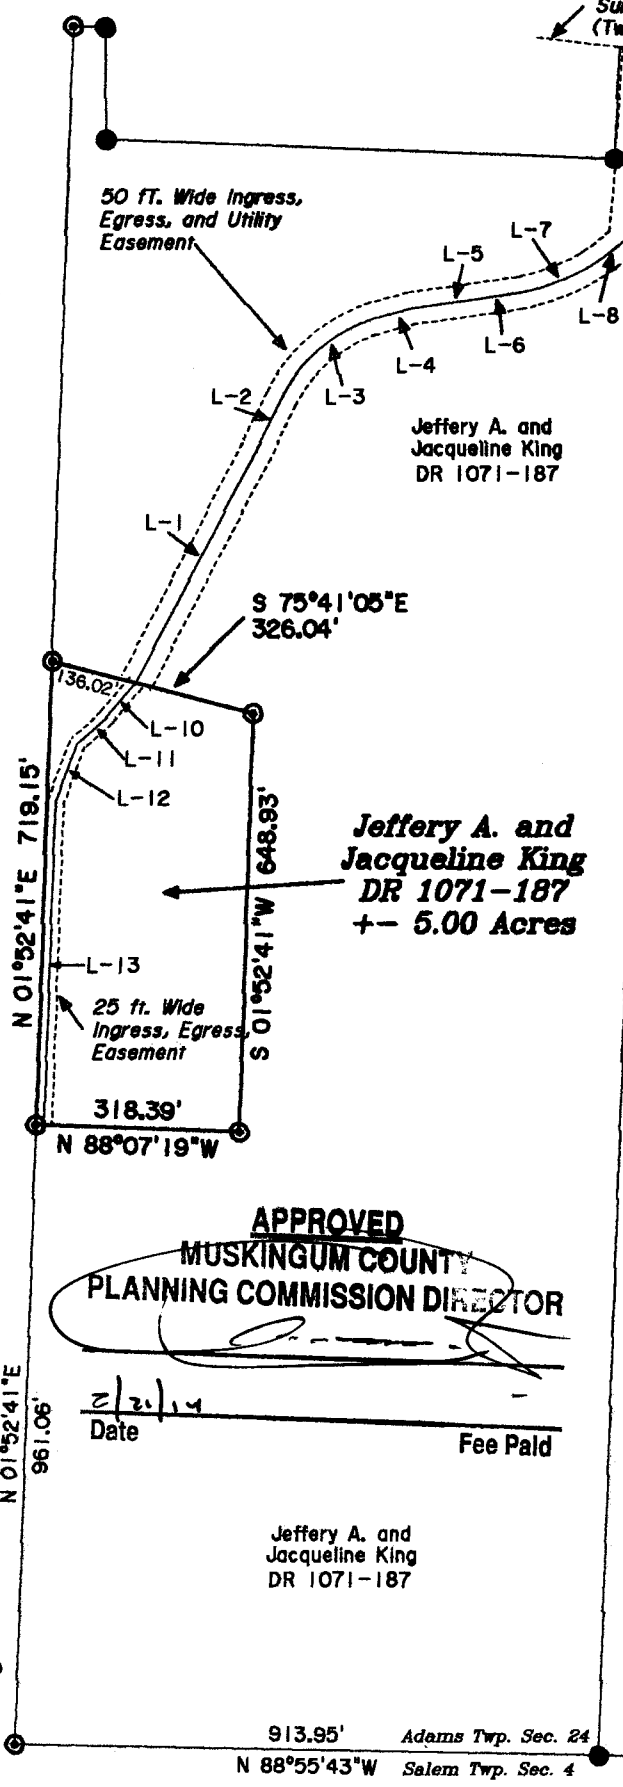 (Tw
50 fT. Wide Ingress,
Egress, and Utility
Easement
L-7
L-5
L-8
L-6
L-4
L-3
L-2
Jeffery A. and
Jacqueline King
DR 1071-187
L-1
S 75°41'05"E
326.04'
136.02'
L-10
L-11
L-12
N 01°52'41"E 719.15'
S 01°52'41"W 648.93'
Jeffery A. and
Jacqueline King
DR 1071-187
+- 5.00 Acres
L-13
25 ft. Wide
Ingress, Egress,
Easement
318.39'
N 88°07'19"W
APPROVED
MUSKINGUM COUNTY
PLANNING COMMISSION DIRECTOR
2/21/14
Date
Fee Paid
N 01°52'41"E
961.06'
Jeffery A. and
Jacqueline King
DR 1071-187
913.95' Adams Twp. Sec. 24
N 88°55'43"W Salem Twp. Sec. 4